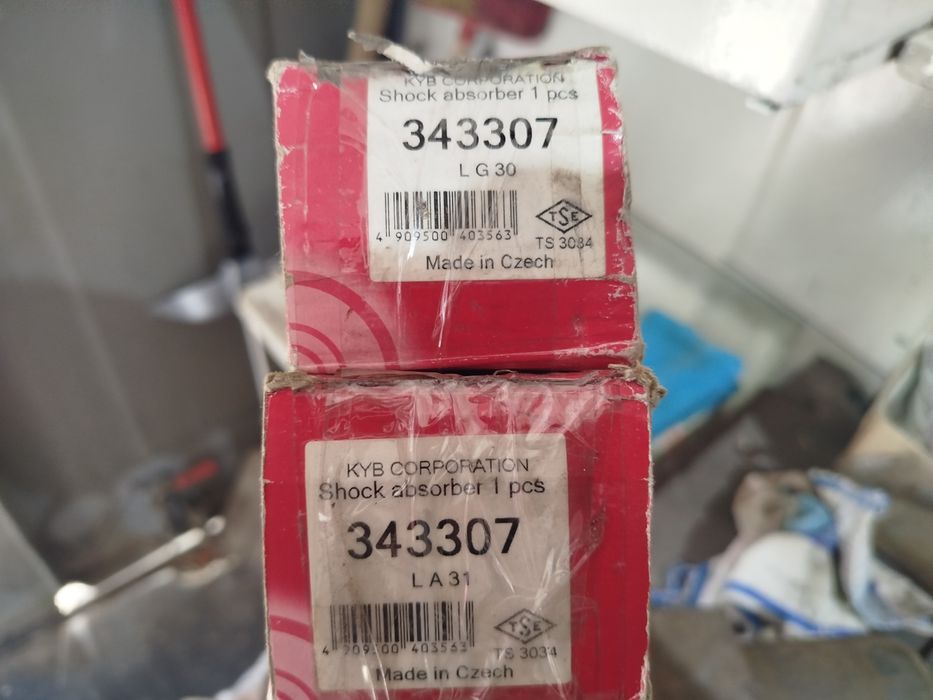 KYB CORPORATION
Shock absorber 1 pcs
343307
L G 30
TSE
4 909500 403563
TS 3034
Made in Czech
KYB CORPORATION
Shock absorber 1 pcs
343307
L A 31
TSE
4 909500 403563
TS 3034
Made in Czech